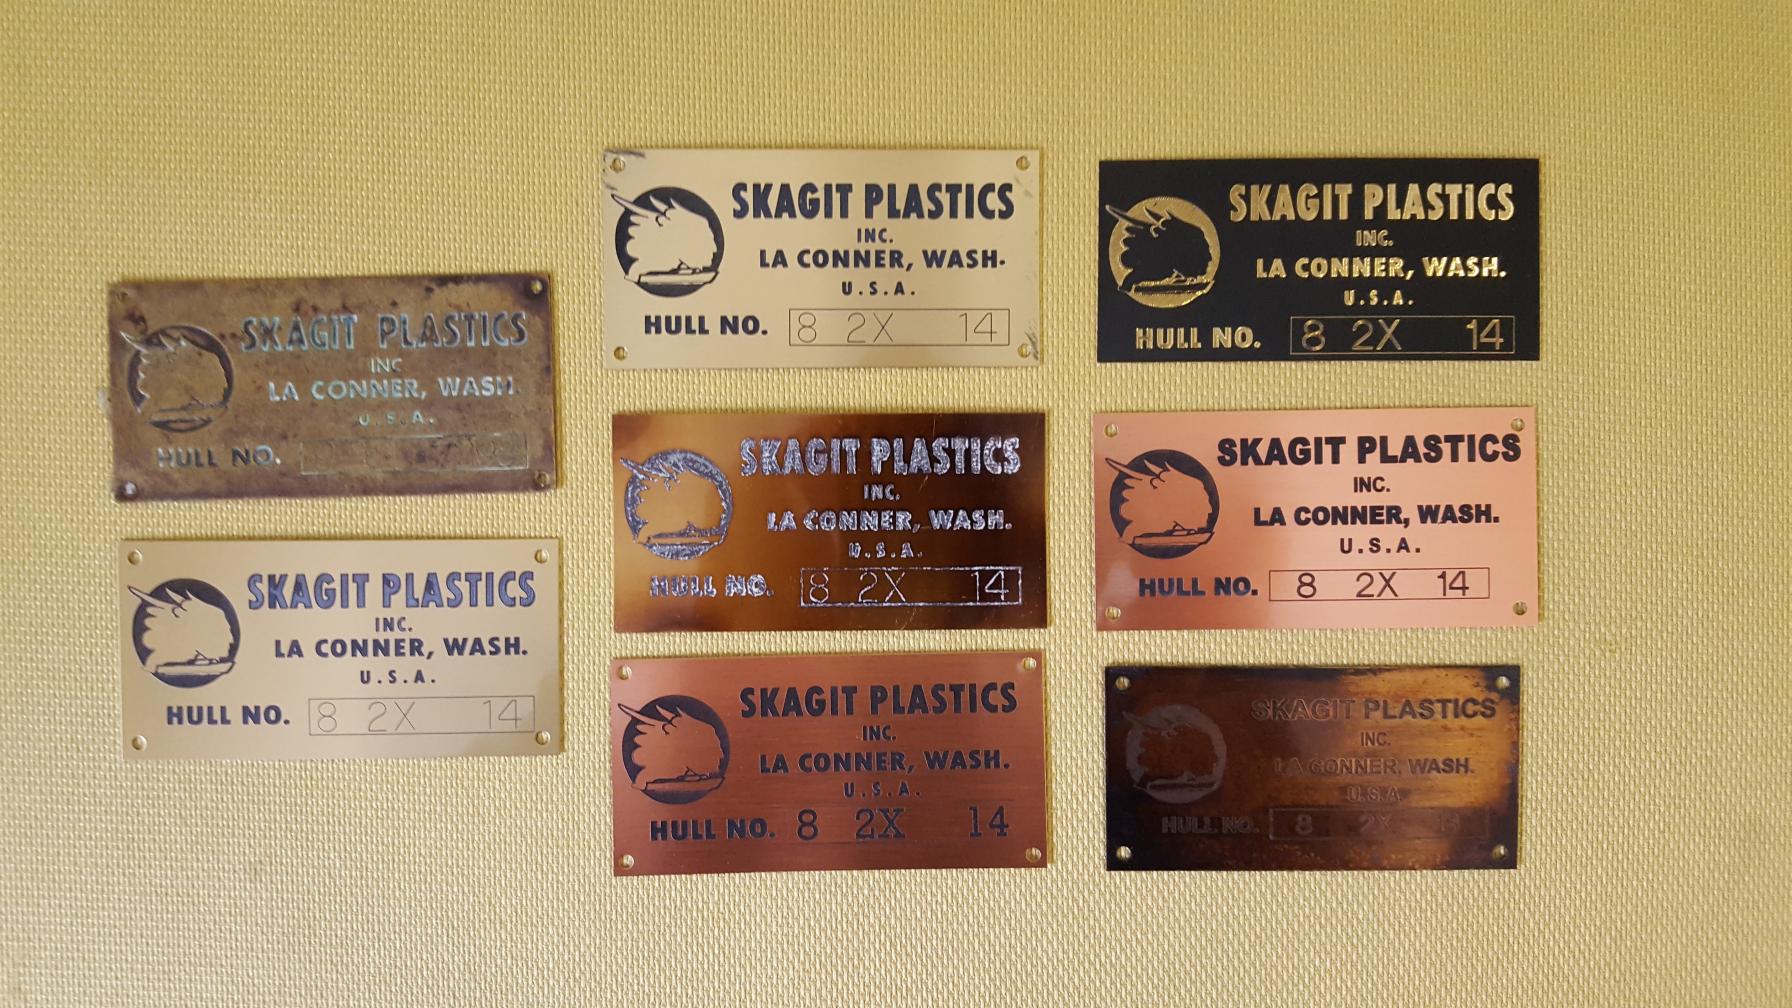 SKAGIT PLASTICS
INC
LA CONNER, WASH.
U.S.A.
HULL NO.
SKAGIT PLASTICS
INC.
LA CONNER, WASH.
U.S.A.
HULL NO. 8 2X 14
SKAGIT PLASTICS
INC.
LA CONNER, WASH.
U.S.A.
HULL NO. 8 2X 14
SKAGIT PLASTICS
INC.
LA CONNER, WASH.
U.S.A.
HULL NO. 8 2X 14
SKAGIT PLASTICS
INC.
LA CONNER, WASH.
U.S.A.
HULL NO. 8 2X 14
SKAGIT PLASTICS
INC.
LA CONNER, WASH.
U.S.A.
HULL NO. 8 2X 14
SKAGIT PLASTICS
INC.
LA CONNER, WASH.
U.S.A.
HULL NO. 8 2X 14
SKAGIT PLASTICS
INC.
LA CONNER, WASH.
U.S.A.
HULL NO. 8 2X 14